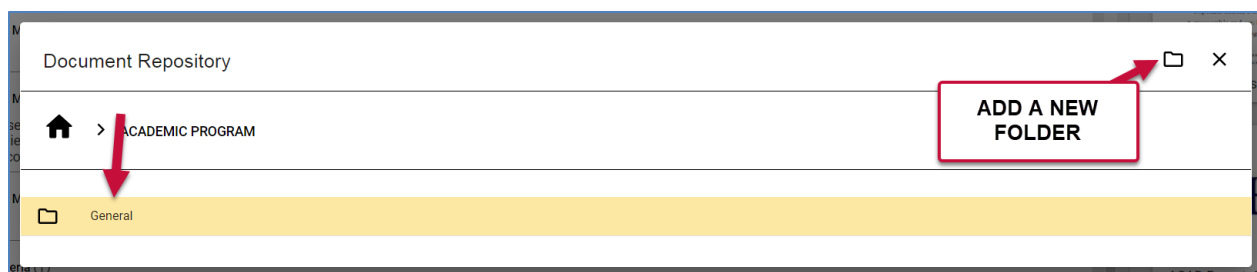 Document Repository
ADD A NEW
FOLDER
ACADEMIC PROGRAM
General